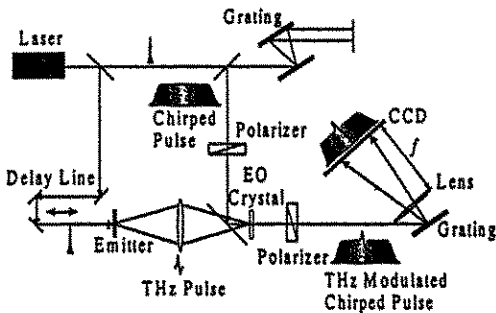 Grating
Laser
Chirped
Pulse
Polarizer
CCD
f
Delay Line
EO
Crystal
Lens
Emitter
THz Pulse
Polarizer
Grating
THz Modulated
Chirped Pulse